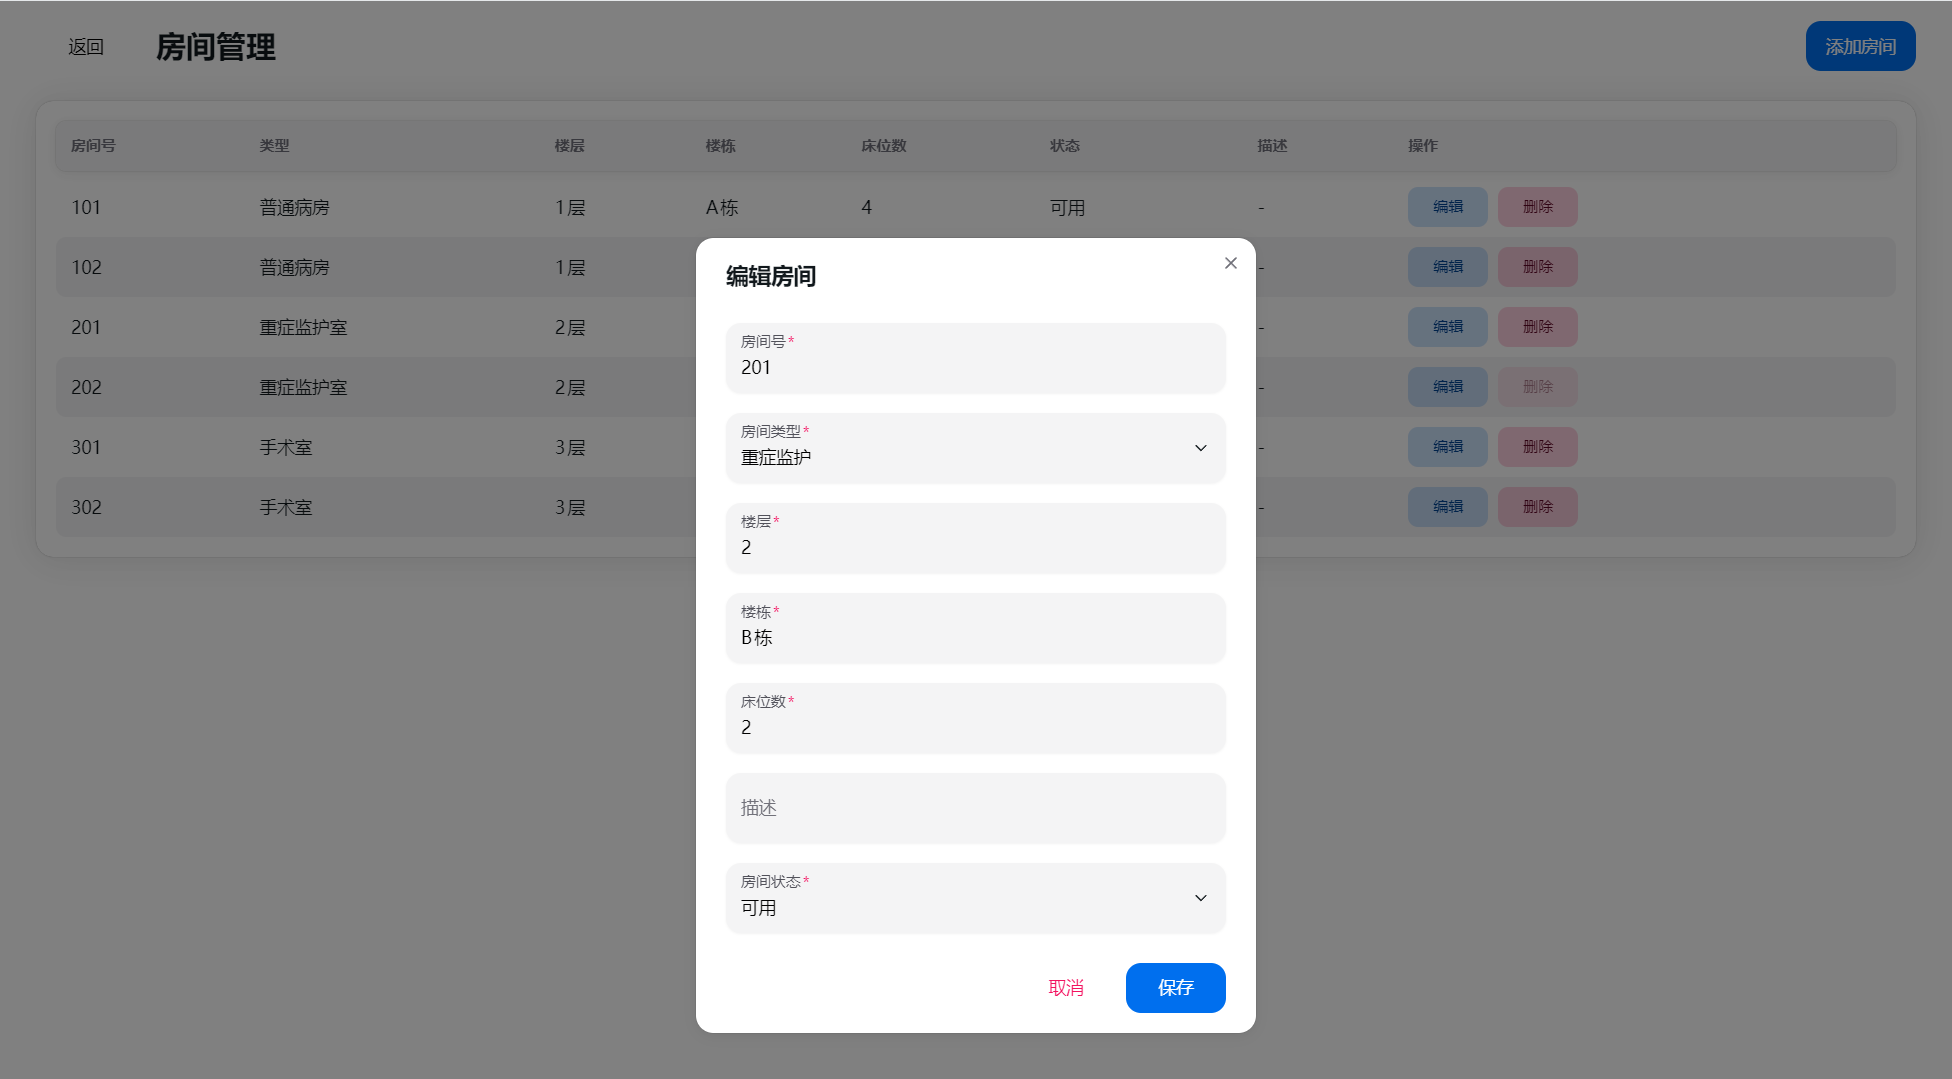 返回 房间管理 添加房间
房间号 类型 楼层 楼栋 床位数 状态 描述 操作
101 普通病房 1层 A栋 4 可用 - 编辑 删除
102 普通病房 1层 - 编辑 删除
201 重症监护室 2层 - 编辑 删除
202 重症监护室 2层 - 编辑 删除
301 手术室 3层 - 编辑 删除
302 手术室 3层 - 编辑 删除
编辑房间
房间号*
201
房间类型*
重症监护
楼层*
2
楼栋*
B栋
床位数*
2
描述
房间状态*
可用
取消 保存